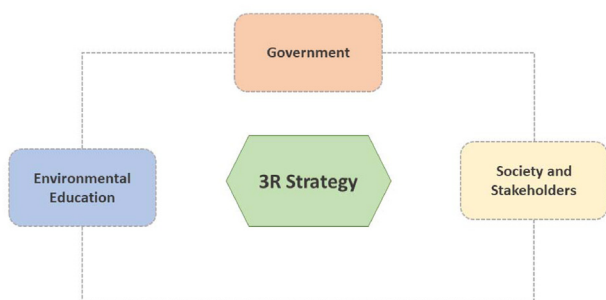 Government
Environmental
Education
3R Strategy
Society and
Stakeholders